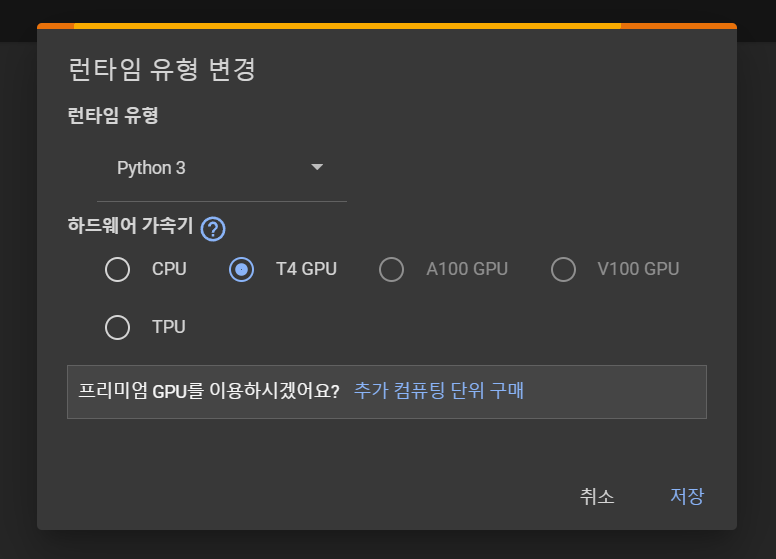 런타임 유형 변경
런타임 유형
Python 3
하드웨어 가속기 ?
CPU T4 GPU A100 GPU V100 GPU
TPU
프리미엄 GPU를 이용하시겠어요? 추가 컴퓨팅 단위 구매
취소 저장